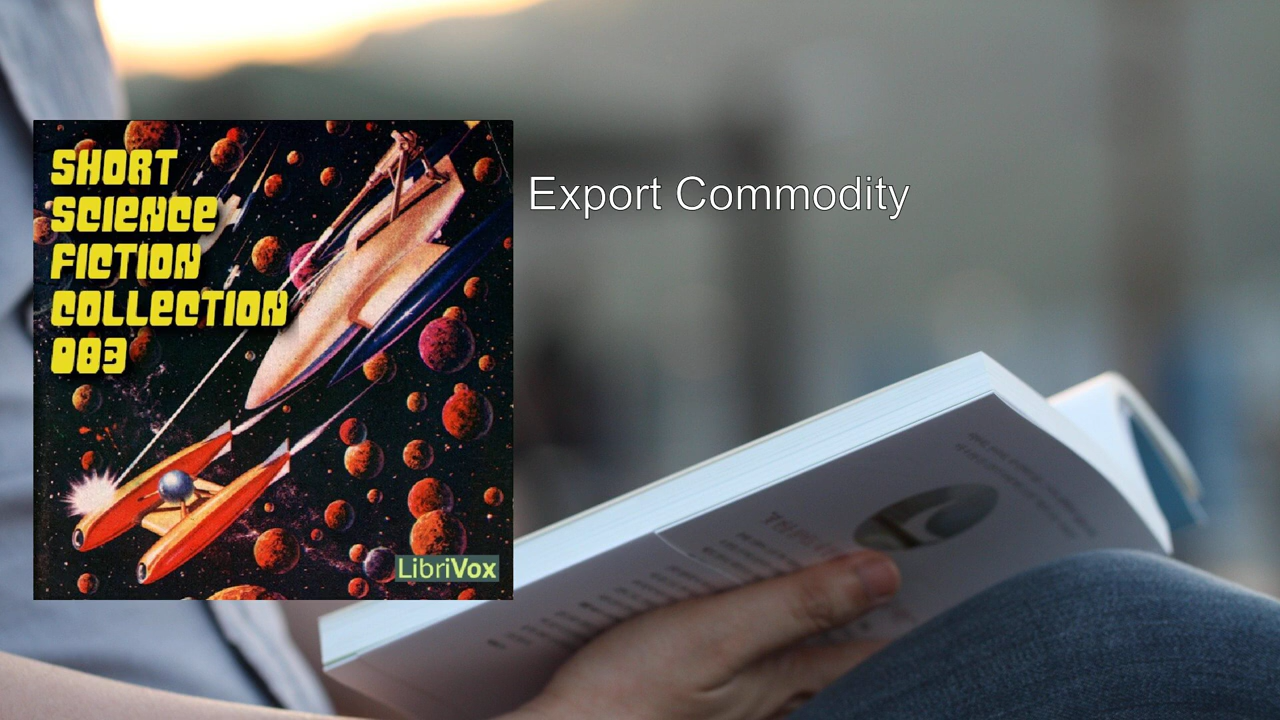 SHORT
SCIENCE
FICTION
COLLECTION
083
LibriVox
Export Commodity